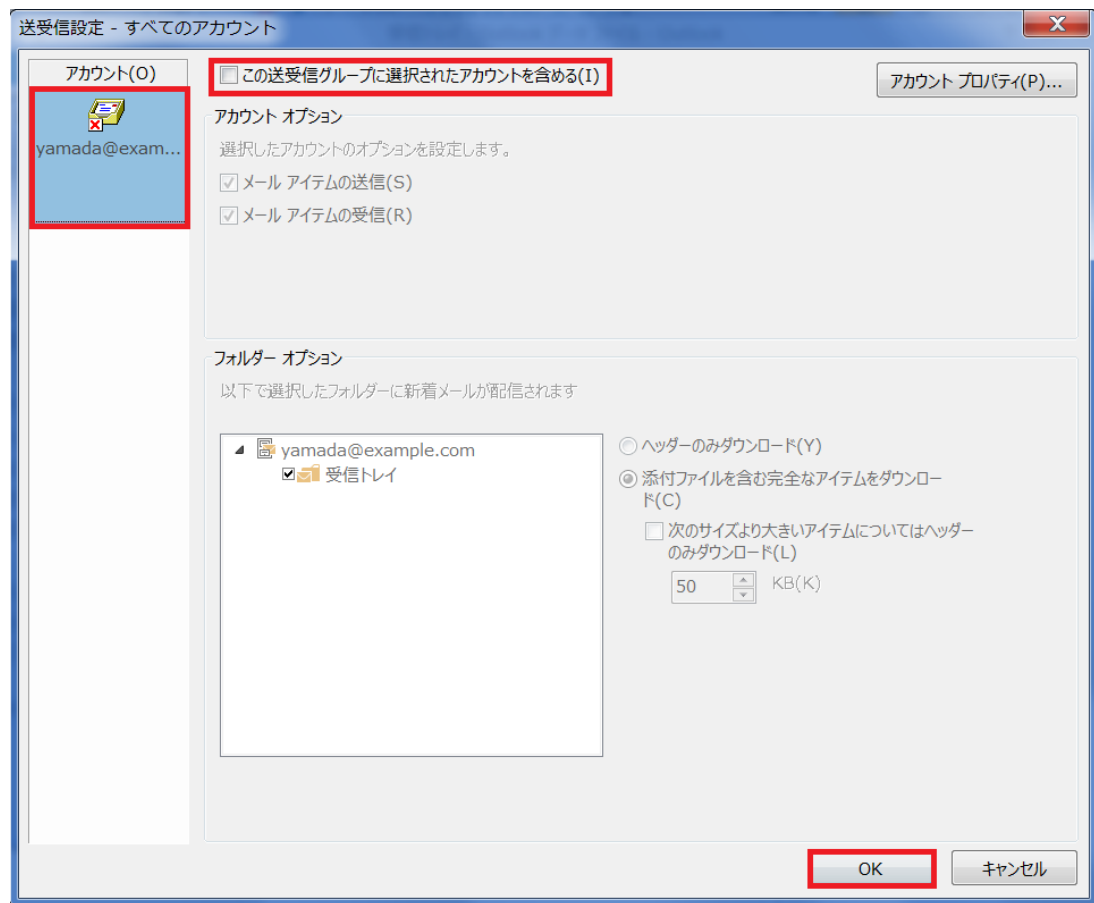 送受信設定 - すべてのアカウント
X
アカウント(O)
yamada@exam...
この送受信グループに選択されたアカウントを含める(I)
アカウント プロパティ(P)...
アカウント オプション
選択したアカウントのオプションを設定します。
メール アイテムの送信(S)
メール アイテムの受信(R)
フォルダー オプション
以下で選択したフォルダーに新着メールが配信されます
yamada@example.com
受信トレイ
ヘッダーのみダウンロード(Y)
添付ファイルを含む完全なアイテムをダウンロー
ド(C)
次のサイズより大きいアイテムについてはヘッダー
のみダウンロード(L)
50 KB(K)
OK
キャンセル